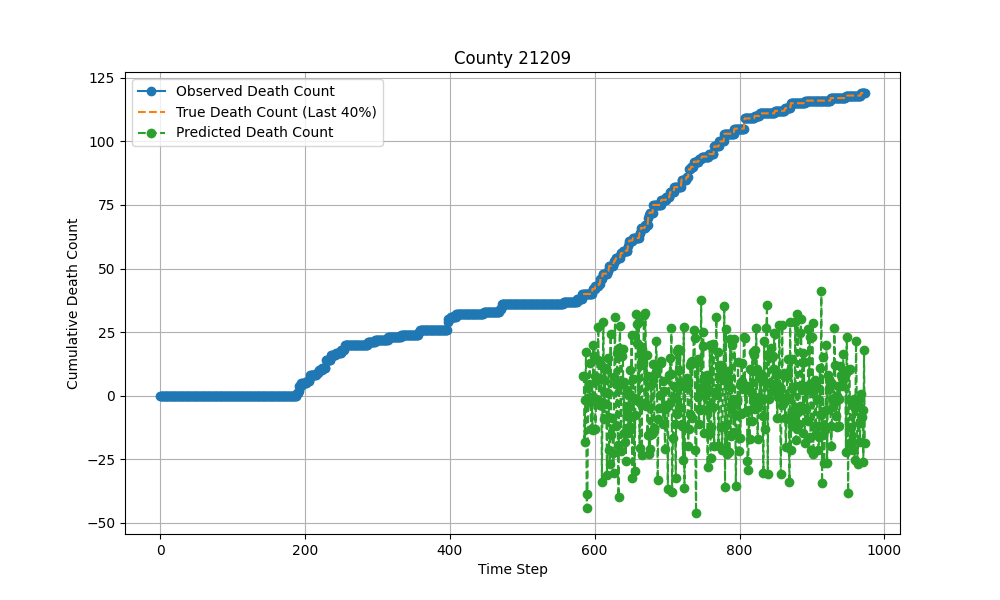 County 21209
Observed Death Count
True Death Count (Last 40%)
Predicted Death Count
Cumulative Death Count
125
100
75
50
25
0
−25
−50
0 200 400 600 800 1000
Time Step